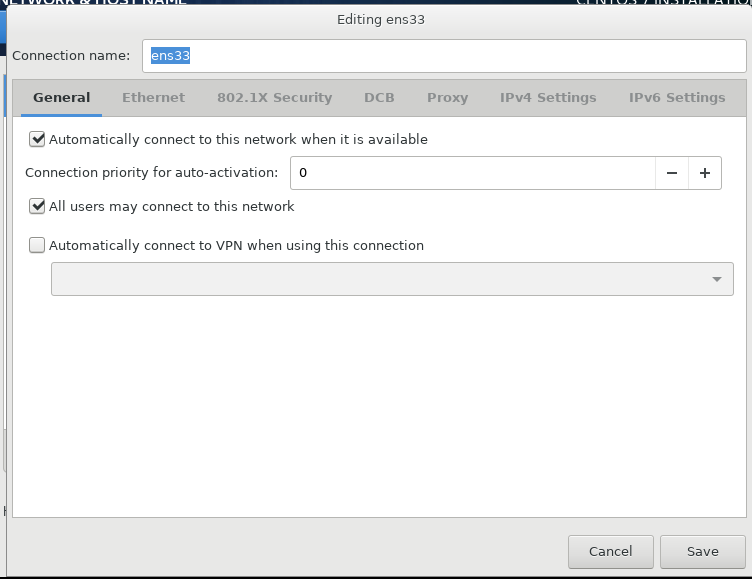 NETWORK & HOST NAME
CENTOS 7 INSTALLATION
Editing ens33
Connection name: ens33
General Ethernet 802.1X Security DCB Proxy IPv4 Settings IPv6 Settings
Automatically connect to this network when it is available
Connection priority for auto-activation: 0 − +
All users may connect to this network
Automatically connect to VPN when using this connection
Cancel Save